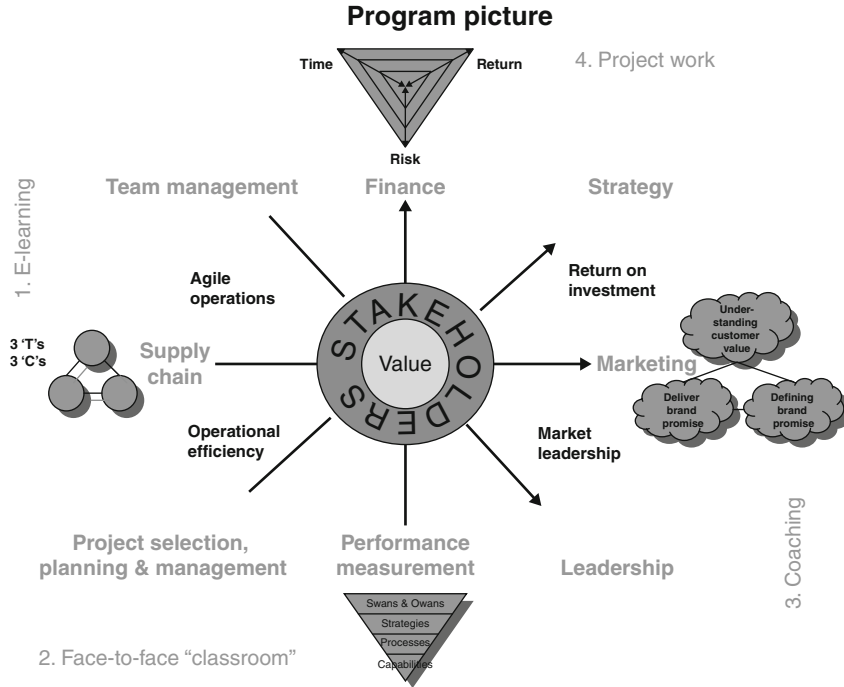 Program picture
Time
Return
4. Project work
Risk
Team management
Finance
Strategy
1. E-learning
Agile
operations
Return on
investment
STAKEHOLDERS
Value
3 ‘T’s
3 ‘C’s
Supply
chain
Marketing
Under-
standing
customer
value
Deliver
brand
promise
Defining
brand
promise
Operational
efficiency
Market
leadership
Project selection,
planning & management
Performance
measurement
Leadership
3. Coaching
Swans & Owans
Strategies
Processes
Capabilities
2. Face-to-face “classroom”